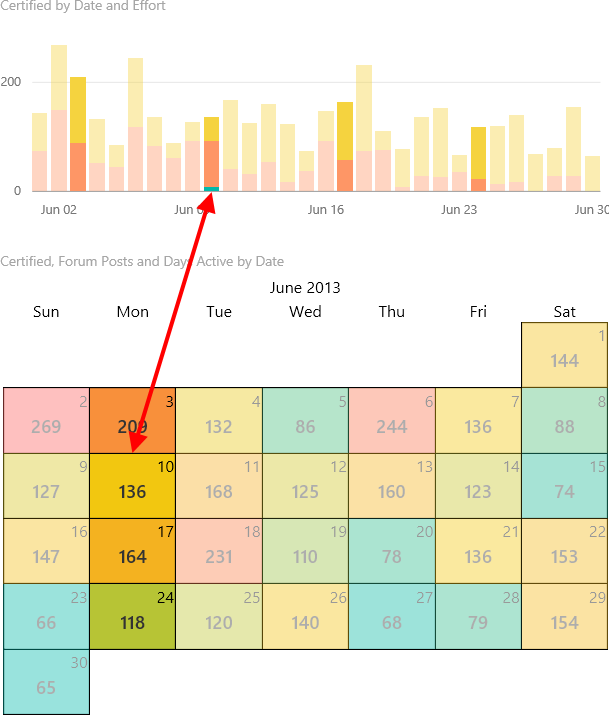 Certified by Date and Effort
200
0
Jun 02
Jun 16
Jun 23
Jun 30
Certified, Forum Posts and Days Active by Date
June 2013
Sun Mon Tue Wed Thu Fri Sat
1
144
2 3 4 5 6 7 8
269 209 132 86 244 136 88
9 10 11 12 13 14 15
127 136 168 125 160 123 74
16 17 18 19 20 21 22
147 164 231 110 78 136 153
23 24 25 26 27 28 29
66 118 120 140 68 79 154
30
65